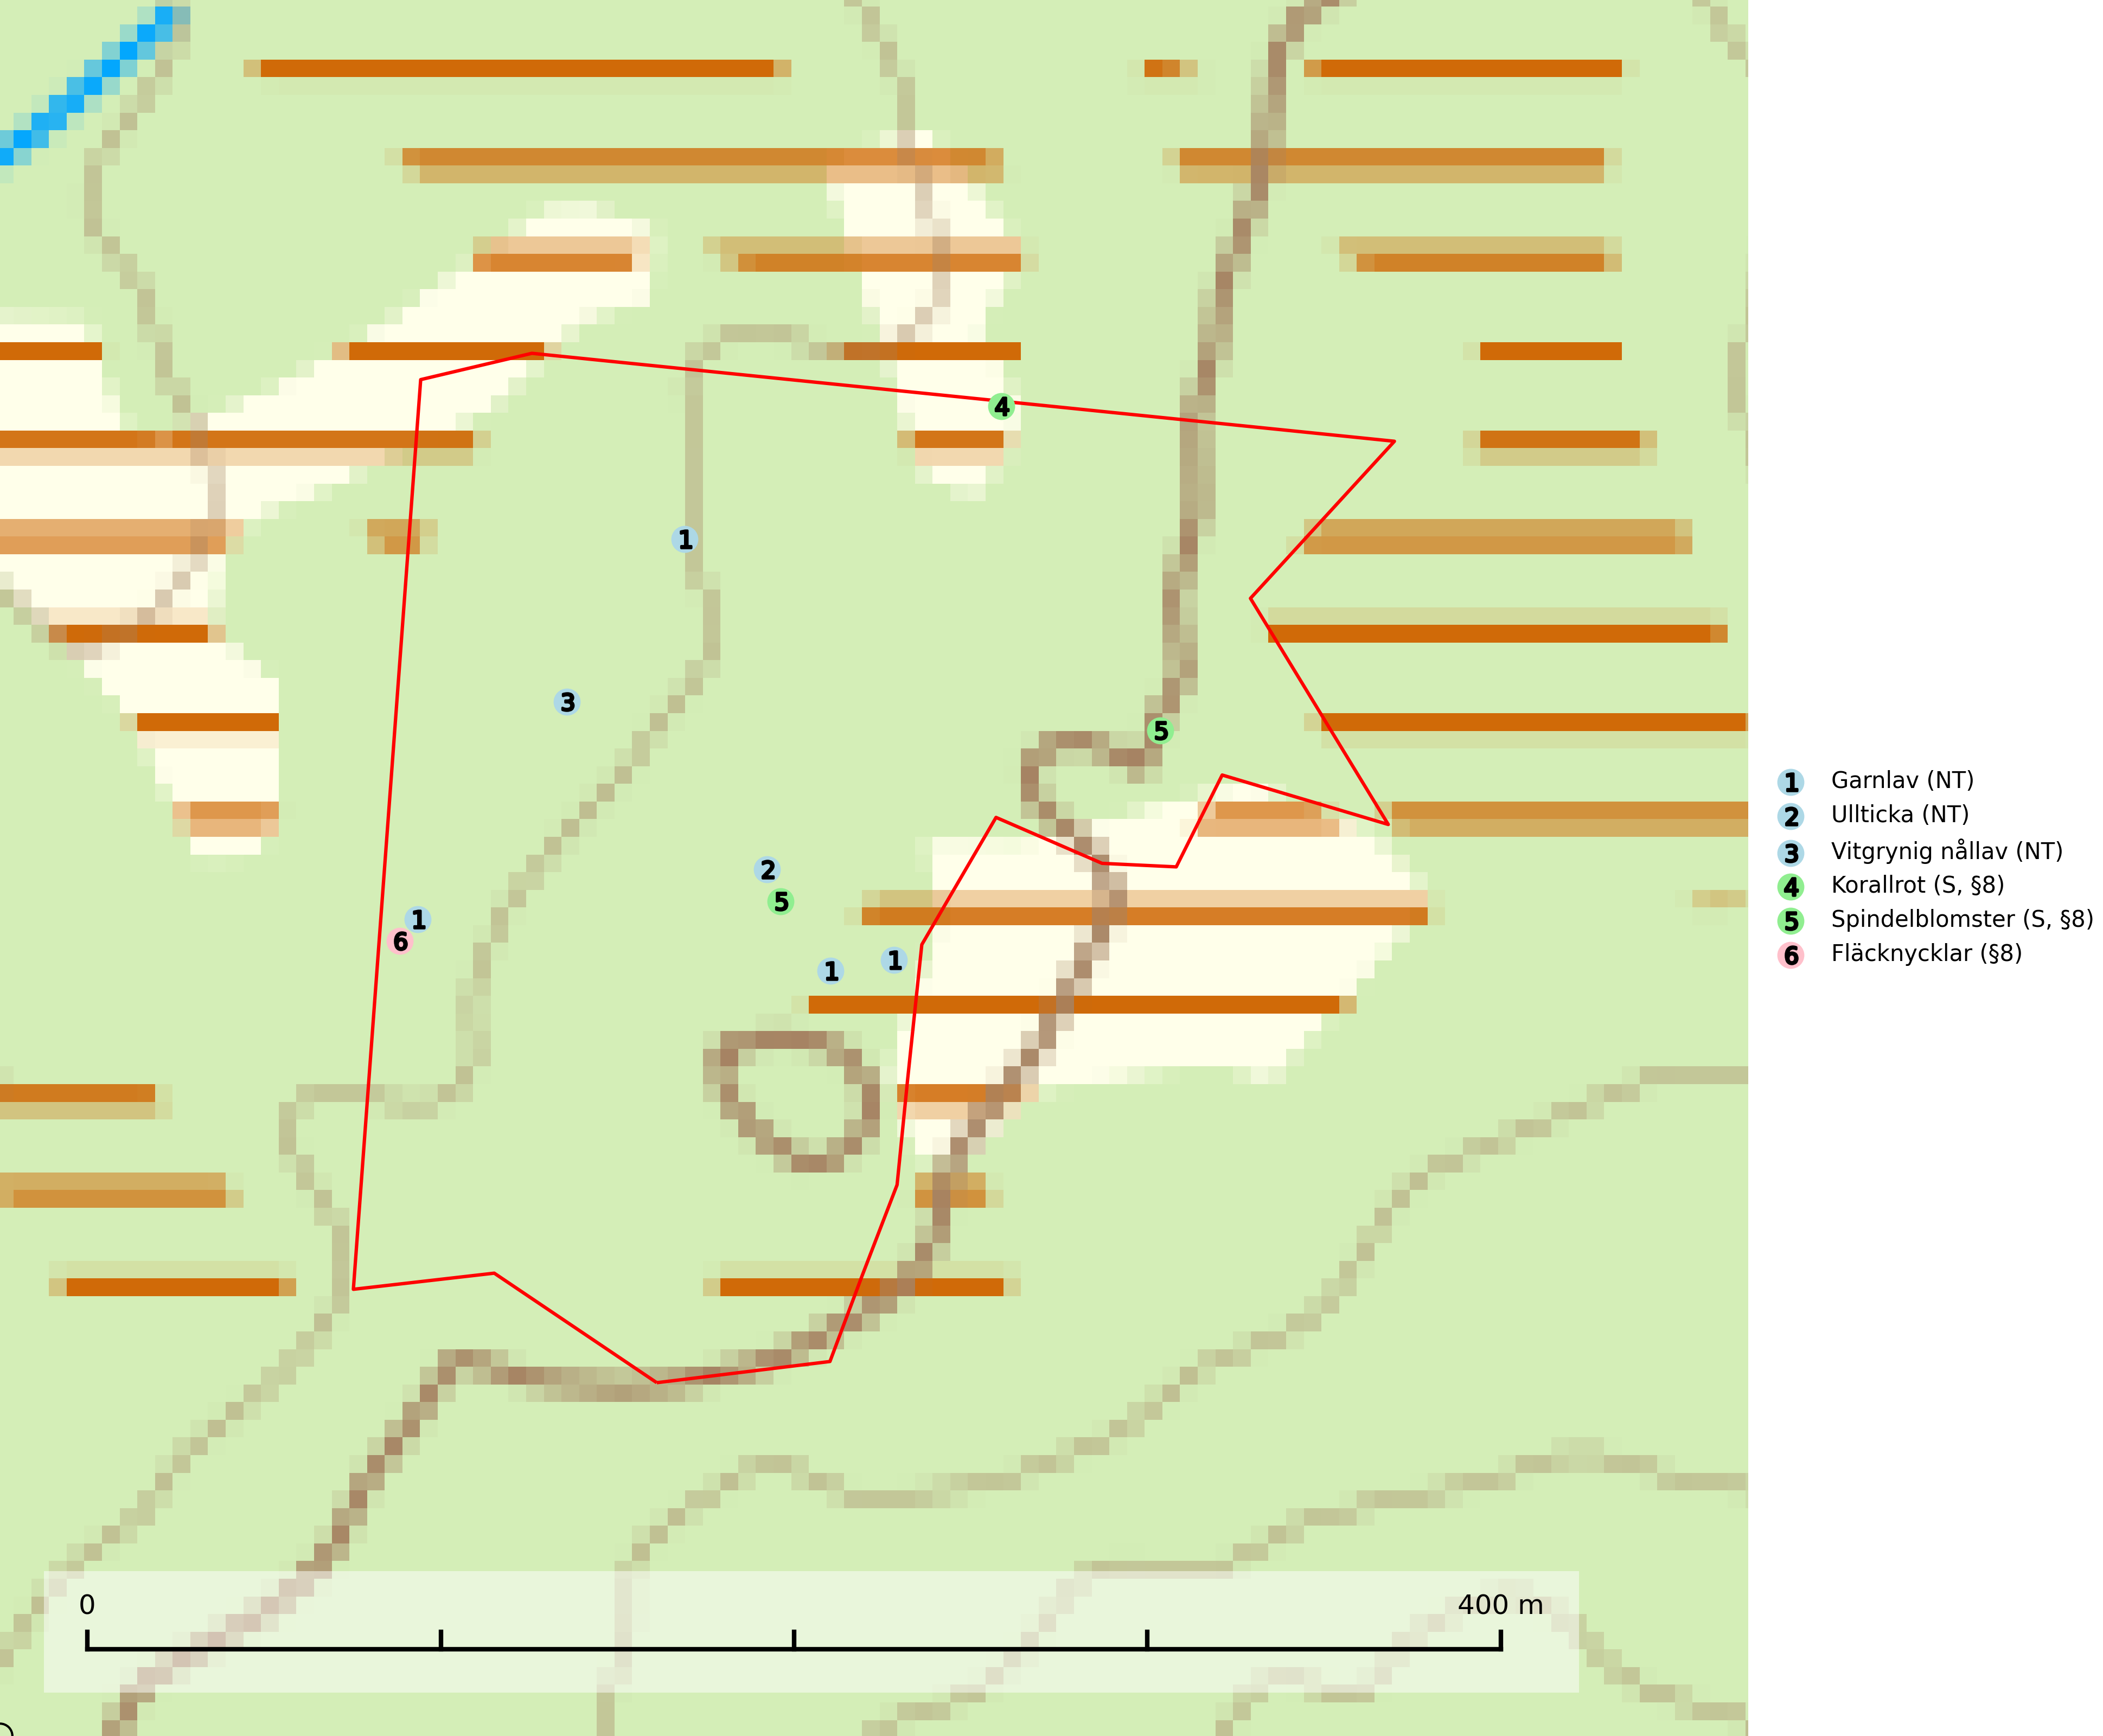 4
1
3
5
2
5
1
6
1
1
1 Garnlav (NT)
2 Ullticka (NT)
3 Vitgrynig nållav (NT)
4 Korallrot (S, §8)
5 Spindelblomster (S, §8)
6 Fläcknycklar (§8)
0 400 m